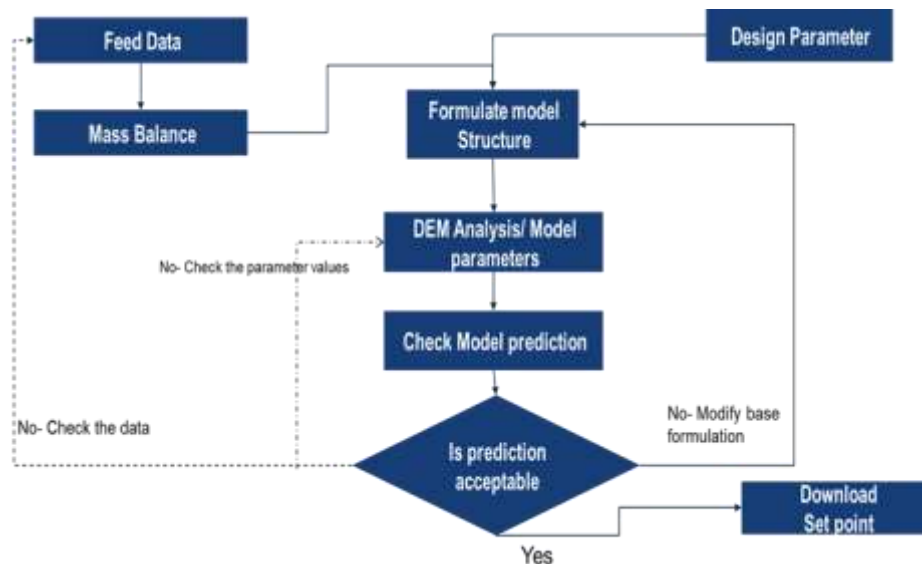 Feed Data
Design Parameter
Mass Balance
Formulate model
Structure
DEM Analysis/ Model
parameters
No- Check the parameter values
Check Model prediction
No- Check the data
No- Modify base
formulation
Is prediction
acceptable
Download
Set point
Yes